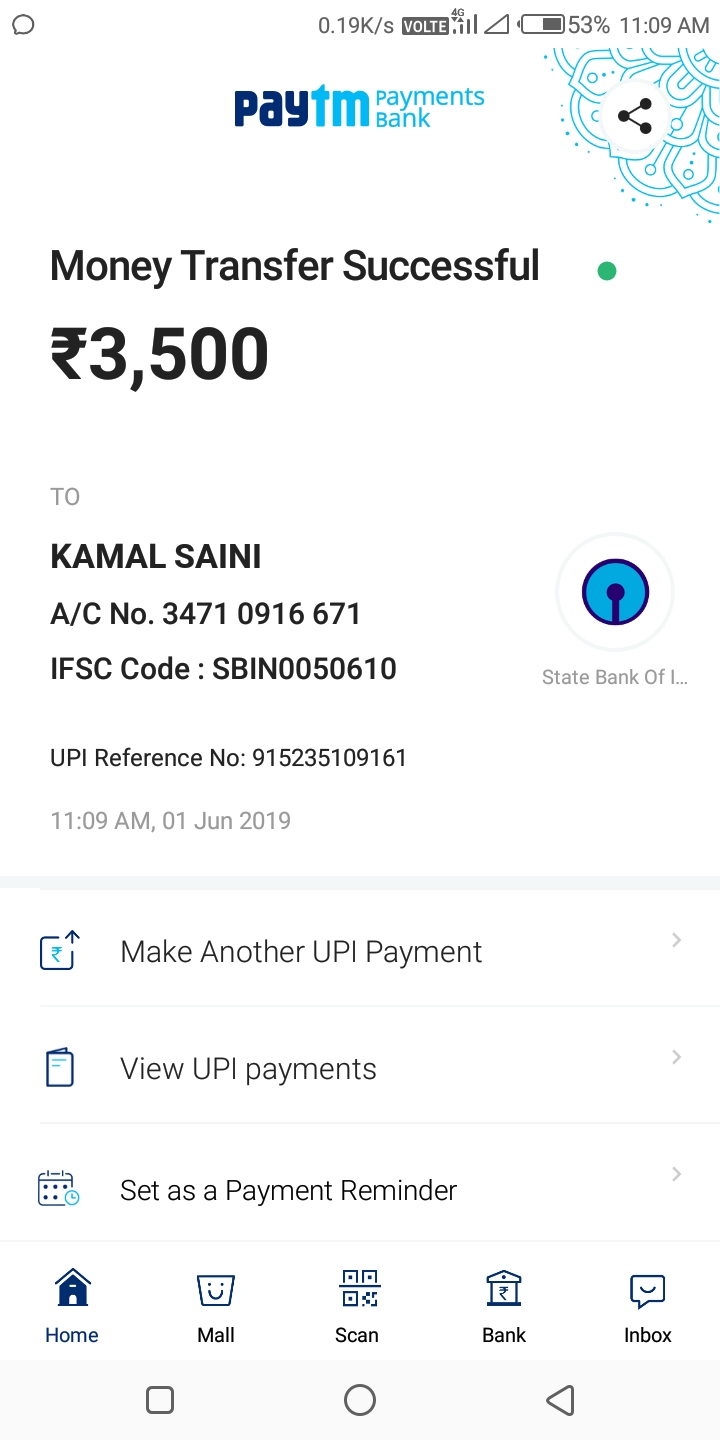 0.19K/s VOLTE 4G 53% 11:09 AM
paytm Payments Bank
Money Transfer Successful
₹3,500
TO
KAMAL SAINI
A/C No. 3471 0916 671
IFSC Code : SBIN0050610
State Bank Of I...
UPI Reference No: 915235109161
11:09 AM, 01 Jun 2019
Make Another UPI Payment
View UPI payments
Set as a Payment Reminder
Home Mall Scan Bank Inbox